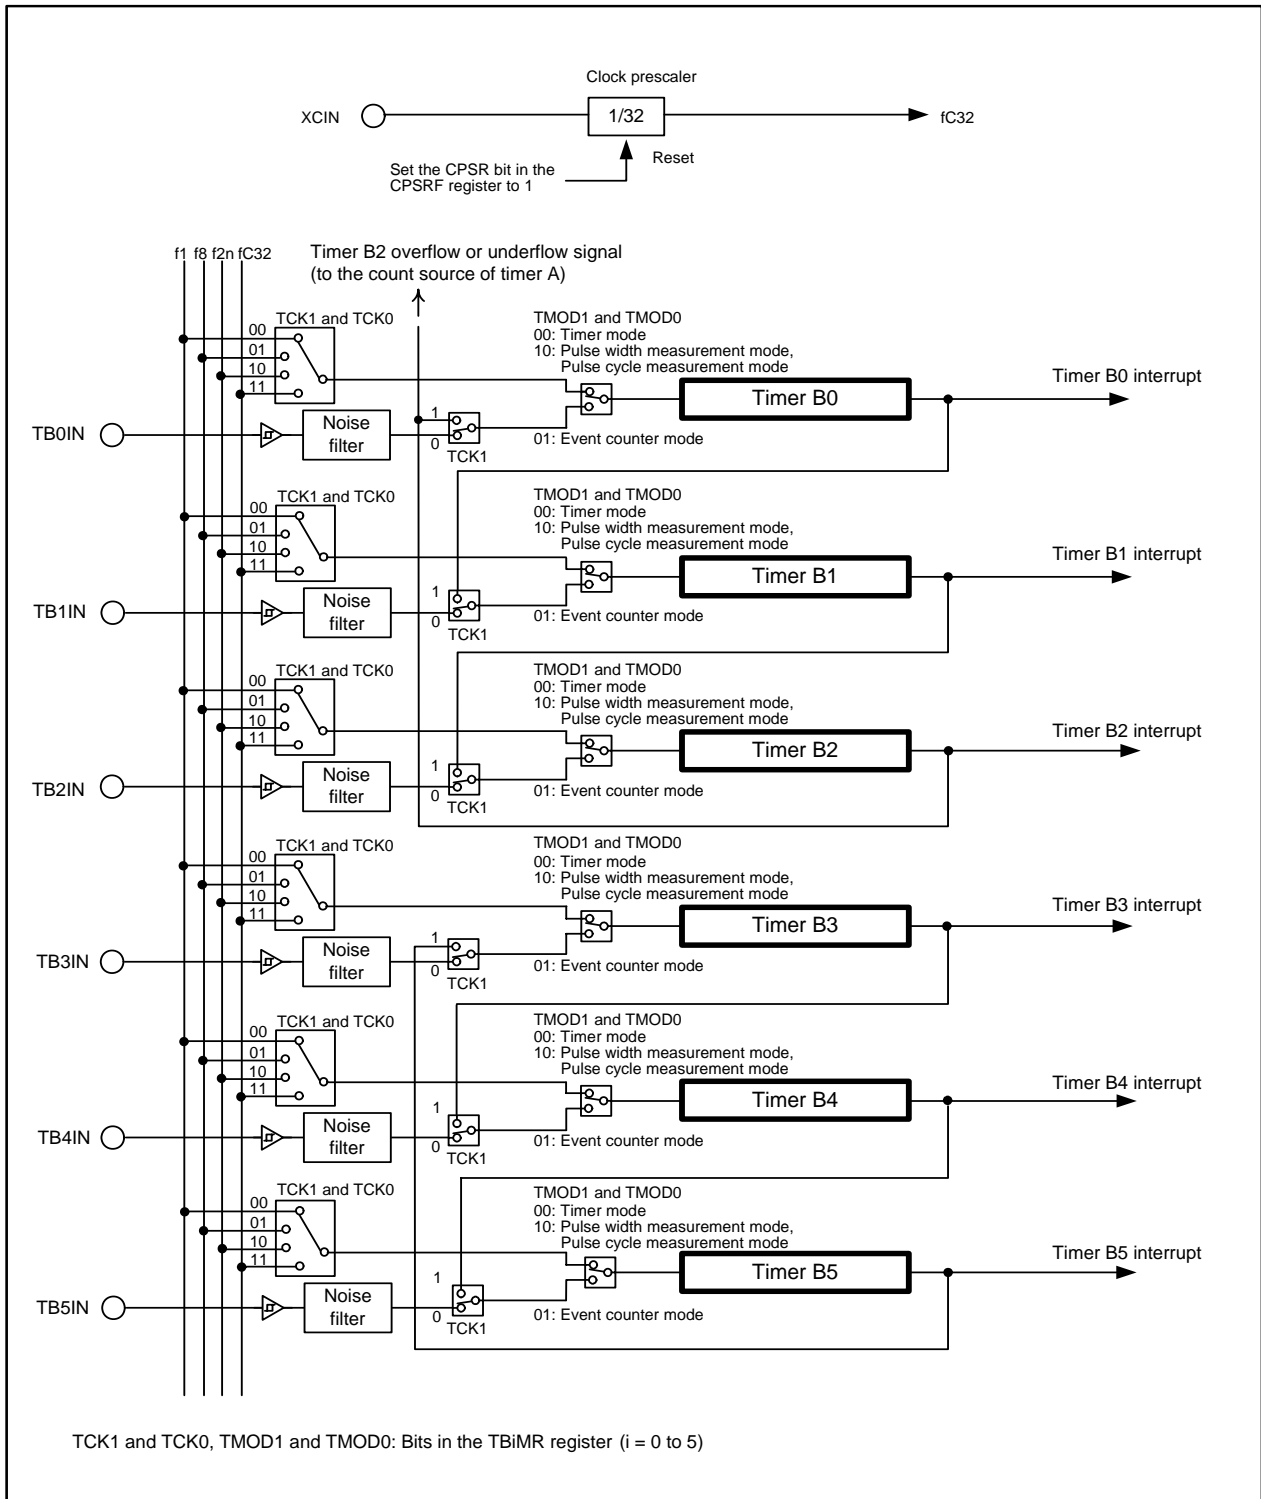 Clock prescaler
XCIN
1/32
fC32
Reset
Set the CPSR bit in the
CPSRF register to 1
f1 f8 f2n fC32
Timer B2 overflow or underflow signal
(to the count source of timer A)
TCK1 and TCK0
00
01
10
11
TMOD1 and TMOD0
00: Timer mode
10: Pulse width measurement mode,
Pulse cycle measurement mode
Timer B0
Timer B0 interrupt
TB0IN
Noise
filter
1
0
TCK1
01: Event counter mode
TCK1 and TCK0
00
01
10
11
TMOD1 and TMOD0
00: Timer mode
10: Pulse width measurement mode,
Pulse cycle measurement mode
Timer B1
Timer B1 interrupt
TB1IN
Noise
filter
1
0
TCK1
01: Event counter mode
TCK1 and TCK0
00
01
10
11
TMOD1 and TMOD0
00: Timer mode
10: Pulse width measurement mode,
Pulse cycle measurement mode
Timer B2
Timer B2 interrupt
TB2IN
Noise
filter
1
0
TCK1
01: Event counter mode
TCK1 and TCK0
00
01
10
11
TMOD1 and TMOD0
00: Timer mode
10: Pulse width measurement mode,
Pulse cycle measurement mode
Timer B3
Timer B3 interrupt
TB3IN
Noise
filter
1
0
TCK1
01: Event counter mode
TCK1 and TCK0
00
01
10
11
TMOD1 and TMOD0
00: Timer mode
10: Pulse width measurement mode,
Pulse cycle measurement mode
Timer B4
Timer B4 interrupt
TB4IN
Noise
filter
1
0
TCK1
01: Event counter mode
TCK1 and TCK0
00
01
10
11
TMOD1 and TMOD0
00: Timer mode
10: Pulse width measurement mode,
Pulse cycle measurement mode
Timer B5
Timer B5 interrupt
TB5IN
Noise
filter
1
0
TCK1
01: Event counter mode
TCK1 and TCK0, TMOD1 and TMOD0: Bits in the TBiMR register (i = 0 to 5)